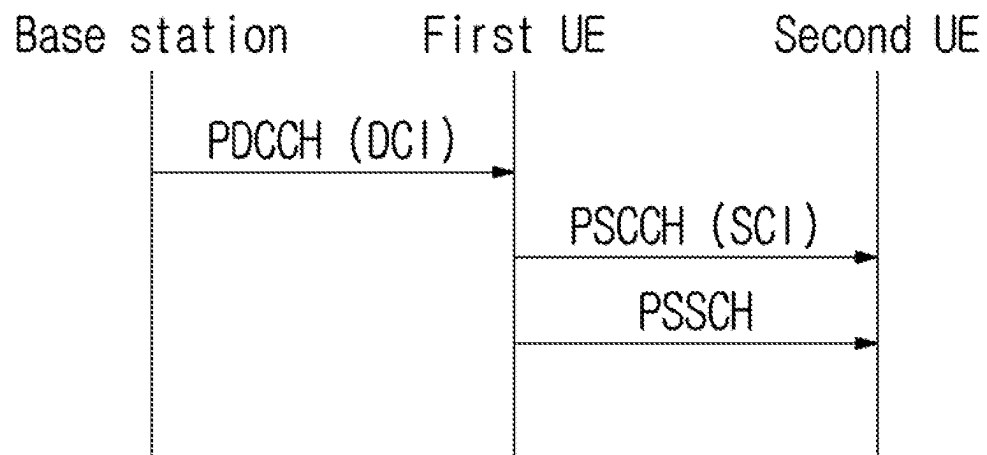 Base station
First UE
Second UE
PDCCH (DCI)
PSCCH (SCI)
PSSCH